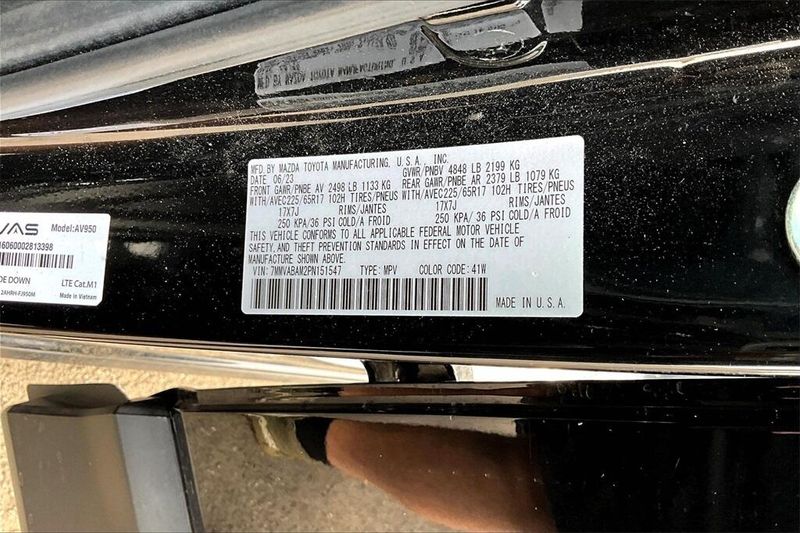 MFD. BY MAZDA TOYOTA MANUFACTURING, U.S.A., INC.
DATE: 06/23 GVWR/PNBV 4848 LB 2199 KG
FRONT GAWR/PNBE AV 2498 LB 1133 KG REAR GAWR/PNBE AR 2379 LB 1079 KG
WITH/AVEC225/65R17 102H TIRES/PNEUS WITH/AVEC225/65R17 102H TIRES/PNEUS
17X7J RIMS/JANTES 17X7J RIMS/JANTES
250 KPA/36 PSI COLD/A FROID 250 KPA/36 PSI COLD/A FROID
THIS VEHICLE CONFORMS TO ALL APPLICABLE FEDERAL MOTOR VEHICLE
SAFETY, AND THEFT PREVENTION STANDARDS IN EFFECT ON THE DATE OF
MANUFACTURE SHOWN ABOVE.
VIN: 7MMVABAM2PN151547 TYPE: MPV COLOR CODE: 41W
MADE IN U.S.A.
Model:AV950
6060002813398
DE DOWN LTE Cat.M1
2AHRH-FJ950M Made in Vietnam